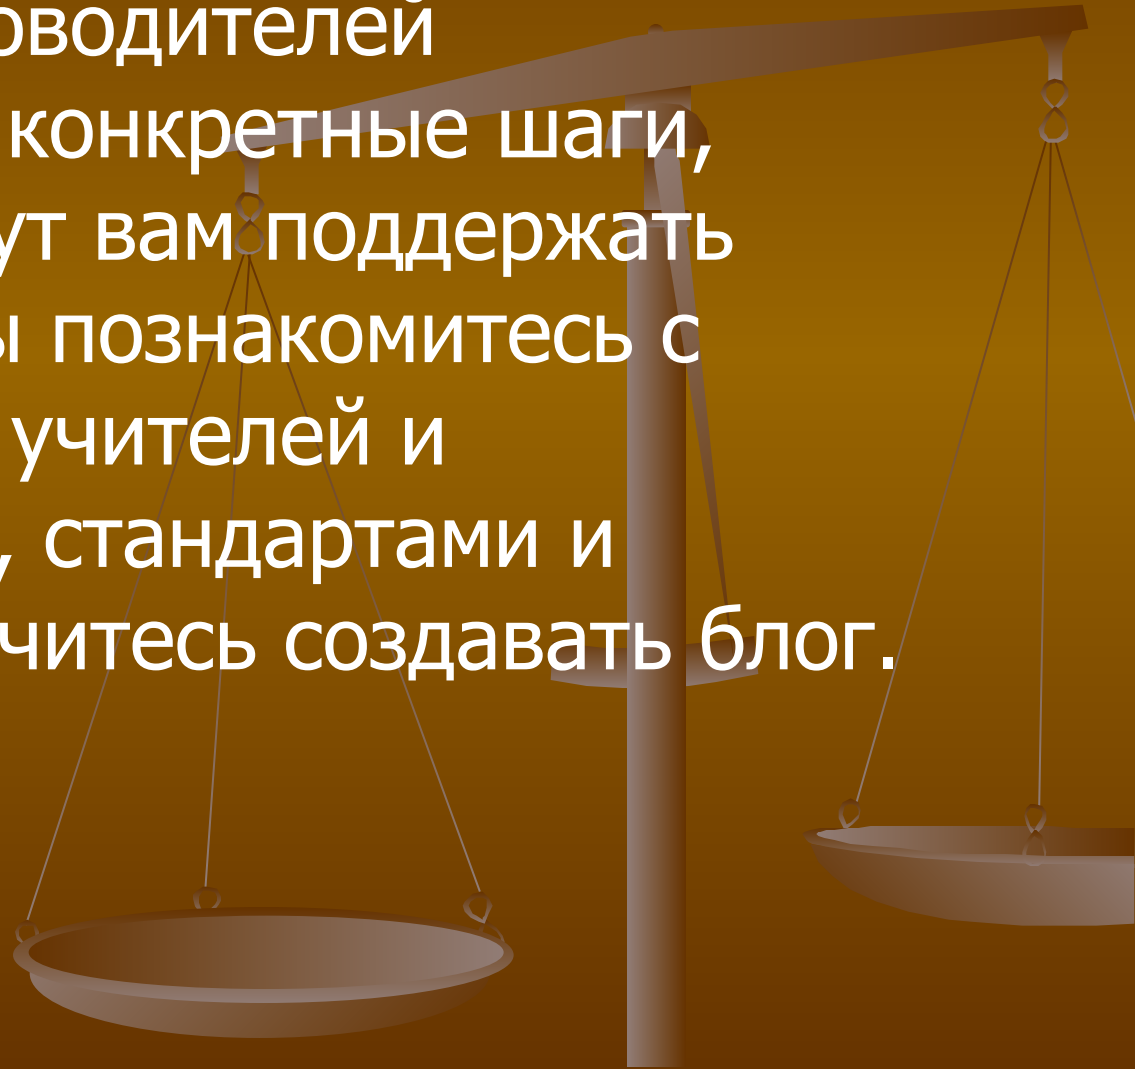 оводителей
конкретные шаги,
ут вам поддержать
ы познакомитесь с
учителей и
, стандартами и
читесь создавать блог.